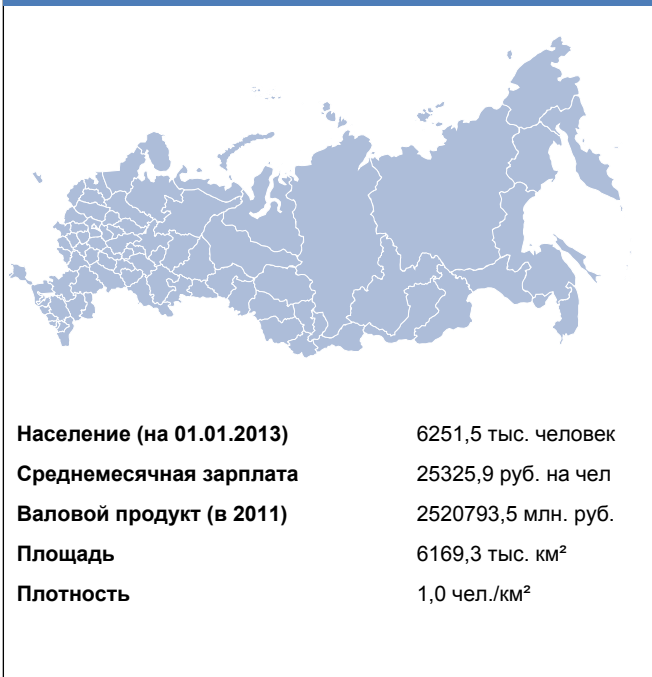 Население (на 01.01.2013) 6251,5 тыс. человек
Среднемесячная зарплата 25325,9 руб. на чел
Валовой продукт (в 2011) 2520793,5 млн. руб.
Площадь 6169,3 тыс. км²
Плотность 1,0 чел./км²